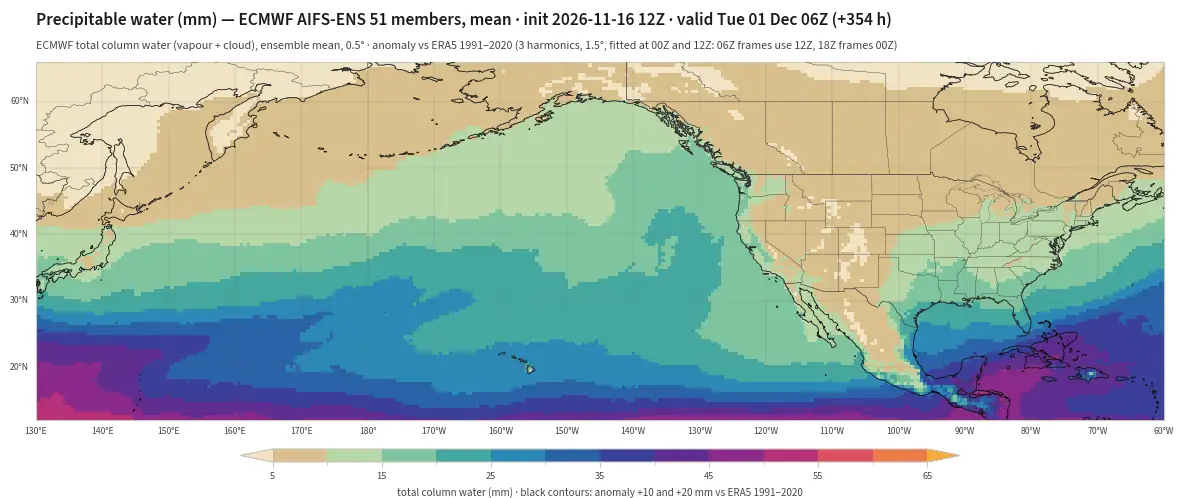 Precipitable water (mm) — ECMWF AIFS-ENS 51 members, mean · init 2026-11-16 12Z · valid Tue 01 Dec 06Z (+354 h)
ECMWF total column water (vapour + cloud), ensemble mean, 0.5° · anomaly vs ERA5 1991–2020 (3 harmonics, 1.5°, fitted at 00Z and 12Z: 06Z frames use 12Z, 18Z frames 00Z)
60°N
50°N
40°N
30°N
20°N
130°E 140°E 150°E 160°E 170°E 180° 170°W 160°W 150°W 140°W 130°W 120°W 110°W 100°W 90°W 80°W 70°W 60°W
5 15 25 35 45 55 65
total column water (mm) · black contours: anomaly +10 and +20 mm vs ERA5 1991–2020